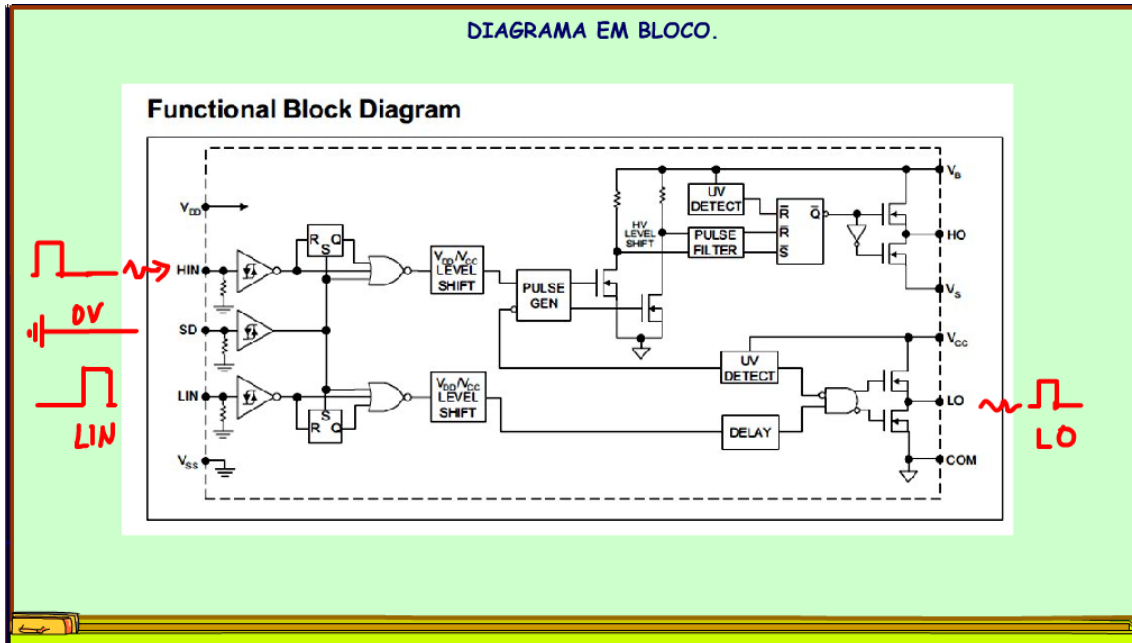 DIAGRAMA EM BLOCO.
Functional Block Diagram
VDD
HIN
SD
LIN
VSS
R Q
S
VDD/VCC
LEVEL
SHIFT
PULSE
GEN
HV
LEVEL
SHIFT
UV
DETECT
PULSE
FILTER
R̅ Q̅
R̅
S̅
VB
HO
VS
VCC
UV
DETECT
S
R Q
VDD/VCC
LEVEL
SHIFT
DELAY
LO
COM
0V
LIN
LO